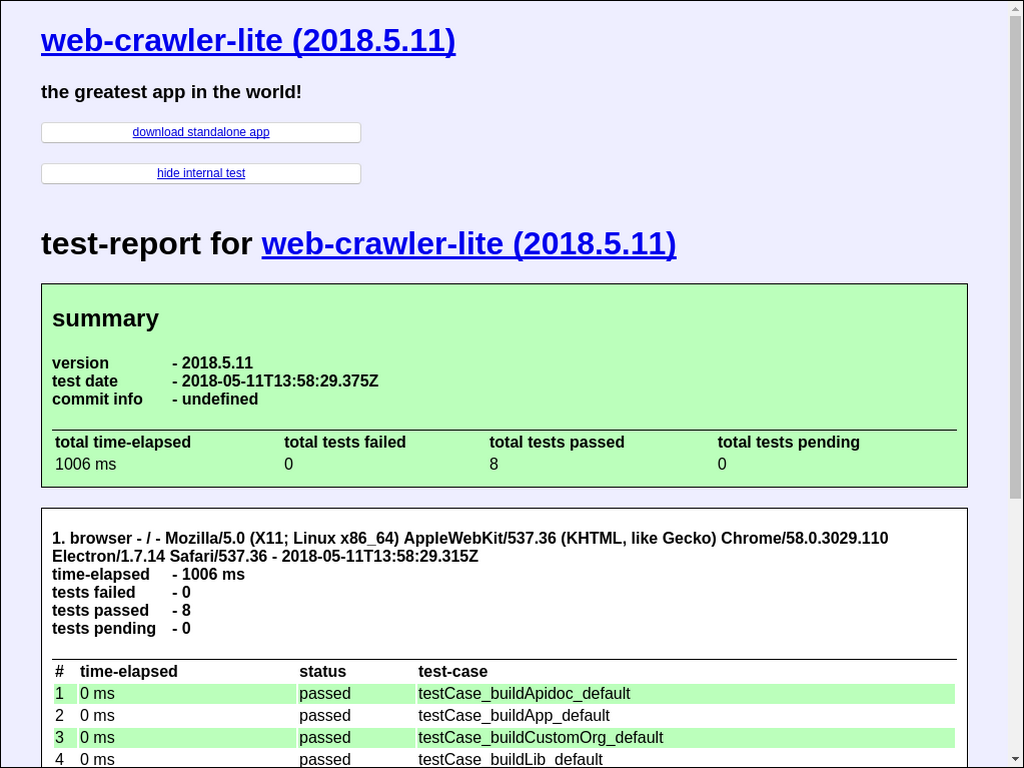 web-crawler-lite (2018.5.11)
the greatest app in the world!
download standalone app
hide internal test
test-report for web-crawler-lite (2018.5.11)
summary
version - 2018.5.11
test date - 2018-05-11T13:58:29.375Z
commit info - undefined
total time-elapsed total tests failed total tests passed total tests pending
1006 ms 0 8 0
1. browser - / - Mozilla/5.0 (X11; Linux x86_64) AppleWebKit/537.36 (KHTML, like Gecko) Chrome/58.0.3029.110
Electron/1.7.14 Safari/537.36 - 2018-05-11T13:58:29.315Z
time-elapsed - 1006 ms
tests failed - 0
tests passed - 8
tests pending - 0
# time-elapsed status test-case
1 0 ms passed testCase_buildApidoc_default
2 0 ms passed testCase_buildApp_default
3 0 ms passed testCase_buildCustomOrg_default
4 0 ms passed testCase_buildLib_default